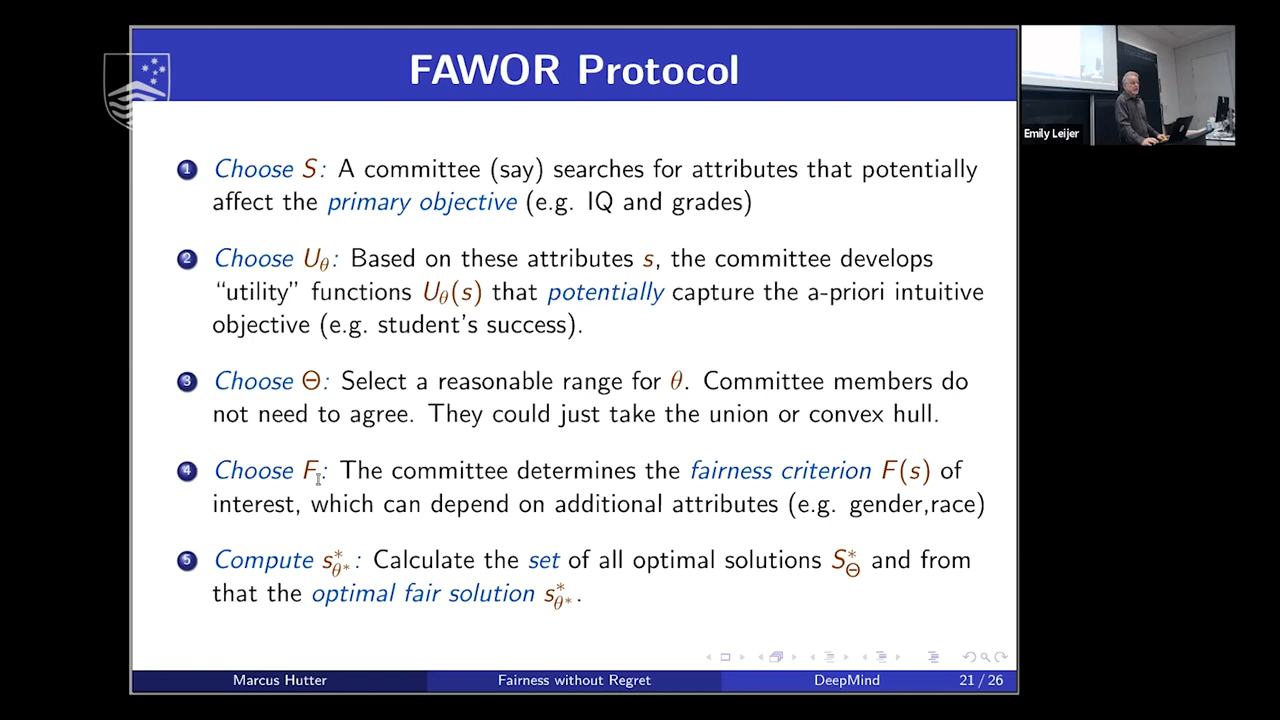 FAWOR Protocol
Emily Leijer
1 Choose S: A committee (say) searches for attributes that potentially
affect the primary objective (e.g. IQ and grades)
2 Choose U_θ: Based on these attributes s, the committee develops
“utility” functions U_θ(s) that potentially capture the a-priori intuitive
objective (e.g. student’s success).
3 Choose Θ: Select a reasonable range for θ. Committee members do
not need to agree. They could just take the union or convex hull.
4 Choose F: The committee determines the fairness criterion F(s) of
interest, which can depend on additional attributes (e.g. gender,race)
5 Compute s*_θ*: Calculate the set of all optimal solutions S*_Θ and from
that the optimal fair solution s*_θ*.
Marcus Hutter Fairness without Regret DeepMind 21 / 26